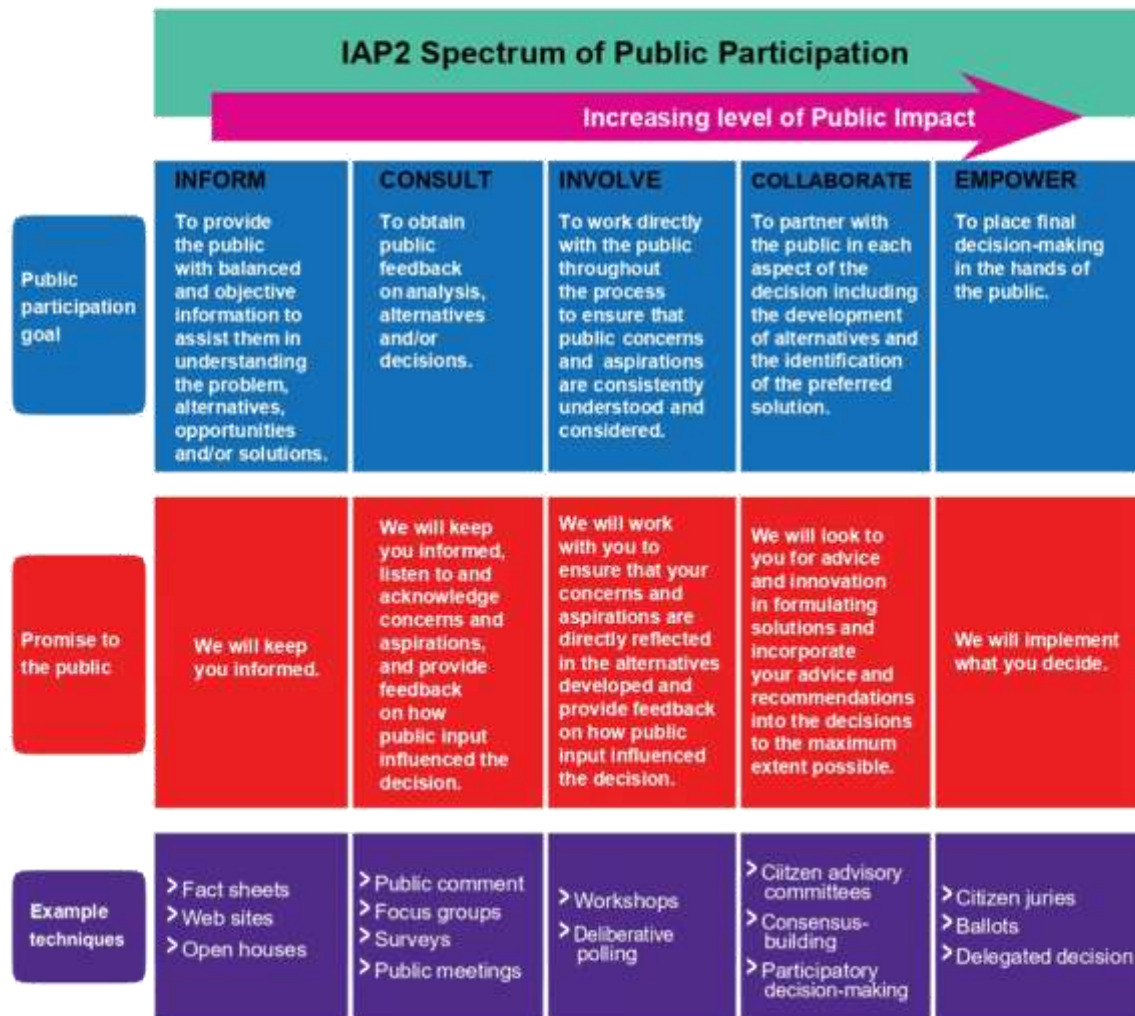 IAP2 Spectrum of Public Participation
Increasing level of Public Impact
INFORM
CONSULT
INVOLVE
COLLABORATE
EMPOWER
Public
participation
goal
To provide
the public
with balanced
and objective
information to
assist them in
understanding
the problem,
alternatives,
opportunities
and/or solutions.
To obtain
public
feedback
on analysis,
alternatives
and/or
decisions.
To work directly
with the public
throughout
the process
to ensure that
public concerns
and aspirations
are consistently
understood and
considered.
To partner with
the public in each
aspect of the
decision including
the development
of alternatives and
the identification
of the preferred
solution.
To place final
decision-making
in the hands of
the public.
Promise to
the public
We will keep
you informed.
We will keep
you informed,
listen to and
acknowledge
concerns and
aspirations,
and provide
feedback
on how
public input
influenced the
decision.
We will work
with you to
ensure that your
concerns and
aspirations are
directly reflected
in the alternatives
developed and
provide feedback
on how public
input influenced
the decision.
We will look to
you for advice
and innovation
in formulating
solutions and
incorporate
your advice and
recommendations
into the decisions
to the maximum
extent possible.
We will implement
what you decide.
Example
techniques
> Fact sheets
> Web sites
> Open houses
> Public comment
> Focus groups
> Surveys
> Public meetings
> Workshops
> Deliberative
polling
> Ciitzen advisory
committees
> Consensus-
building
> Participatory
decision-making
> Citizen juries
> Ballots
> Delegated decision